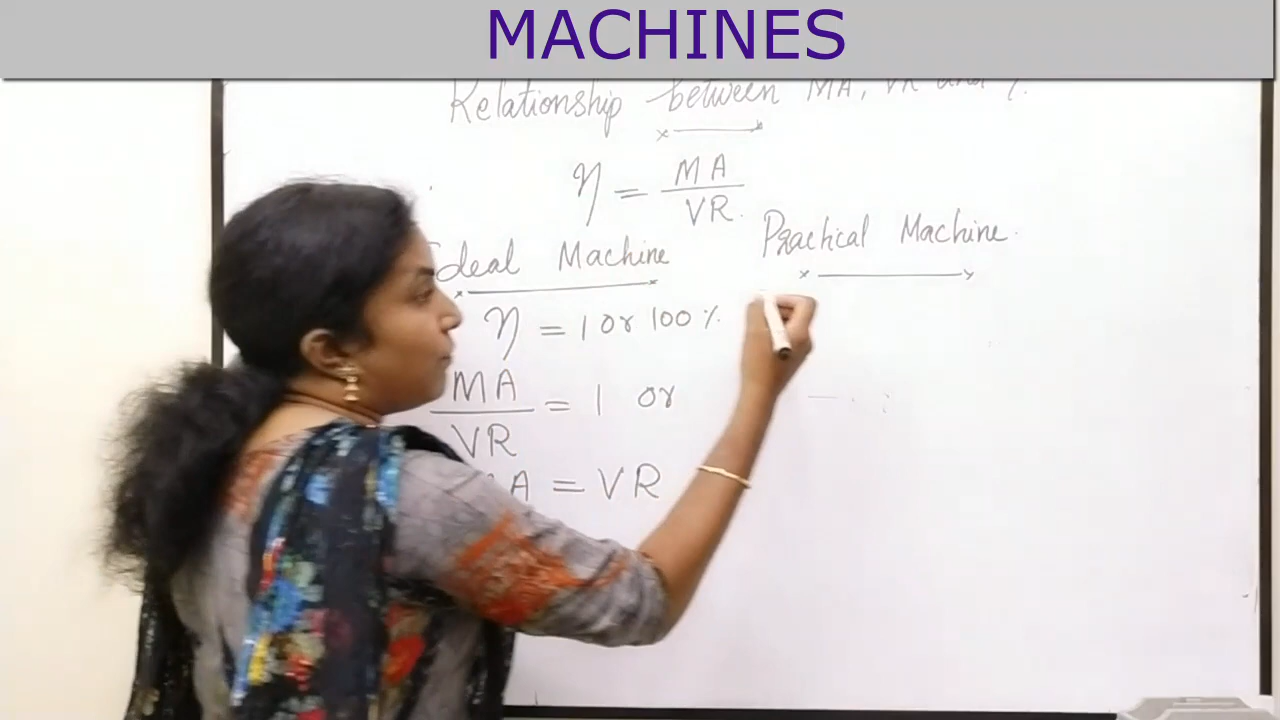 MACHINES
Relationship between MA, VR and
η = MA
VR.
Ideal Machine
η = 1 or 100 %.
MA
VR
= 1 or
MA = VR
Practical Machine.